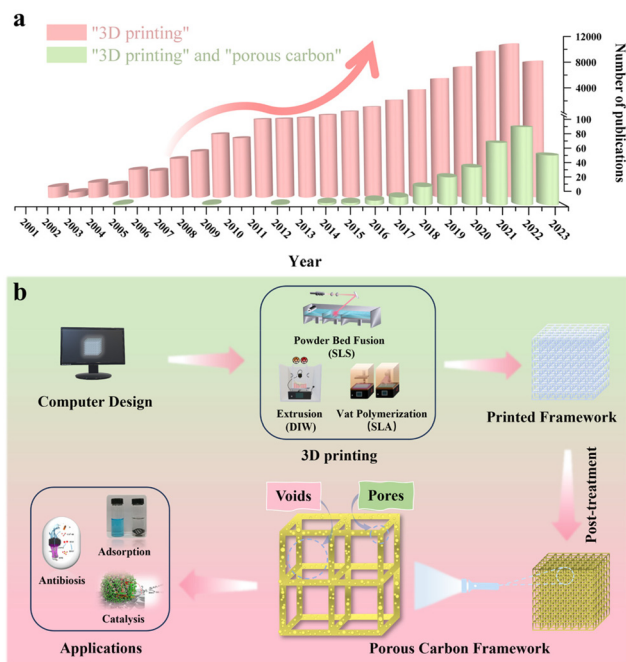 a
"3D printing"
"3D printing" and "porous carbon"
12000
8000
4000
100
80
60
40
20
0
Number of publications
2001
2002
2003
2004
2005
2006
2007
2008
2009
2010
2011
2012
2013
2014
2015
2016
2017
2018
2019
2020
2021
2022
2023
Year
b
Computer Design
Powder Bed Fusion
(SLS)
Extrusion
(DIW)
Vat Polymerization
(SLA)
3D printing
Printed Framework
Post-treatment
Voids
Pores
Porous Carbon Framework
Adsorption
Antibiosis
Catalysis
Applications